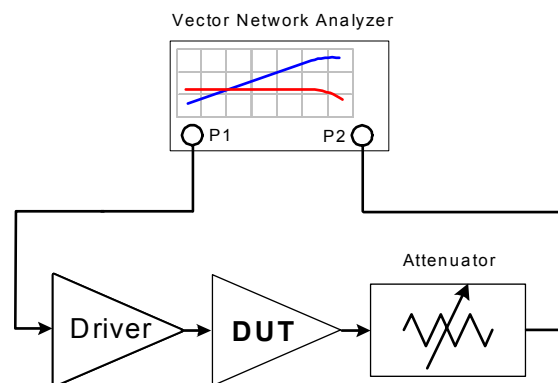 Vector Network Analyzer
P1
P2
Attenuator
Driver
DUT